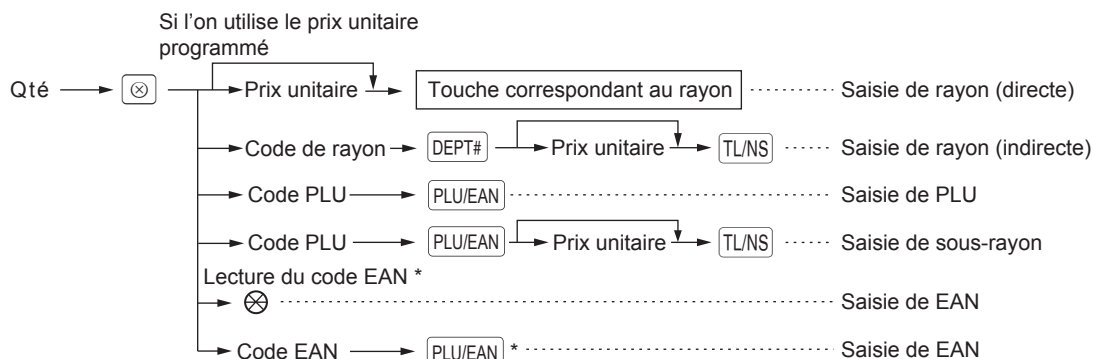 Si l'on utilise le prix unitaire
programmé
Qté ⊗ Prix unitaire Touche correspondant au rayon Saisie de rayon (directe)
Code de rayon DEPT# Prix unitaire TL/NS Saisie de rayon (indirecte)
Code PLU PLU/EAN Saisie de PLU
Code PLU PLU/EAN Prix unitaire TL/NS Saisie de sous-rayon
Lecture du code EAN *
Saisie de EAN
Code EAN PLU/EAN * Saisie de EAN